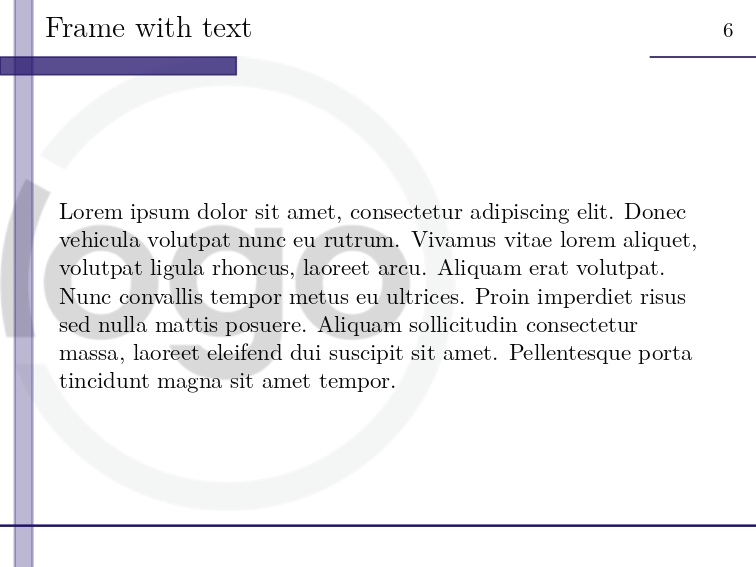 Frame with text
6
Lorem ipsum dolor sit amet, consectetur adipiscing elit. Donec
vehicula volutpat nunc eu rutrum. Vivamus vitae lorem aliquet,
volutpat ligula rhoncus, laoreet arcu. Aliquam erat volutpat.
Nunc convallis tempor metus eu ultrices. Proin imperdiet risus
sed nulla mattis posuere. Aliquam sollicitudin consectetur
massa, laoreet eleifend dui suscipit sit amet. Pellentesque porta
tincidunt magna sit amet tempor.
logo